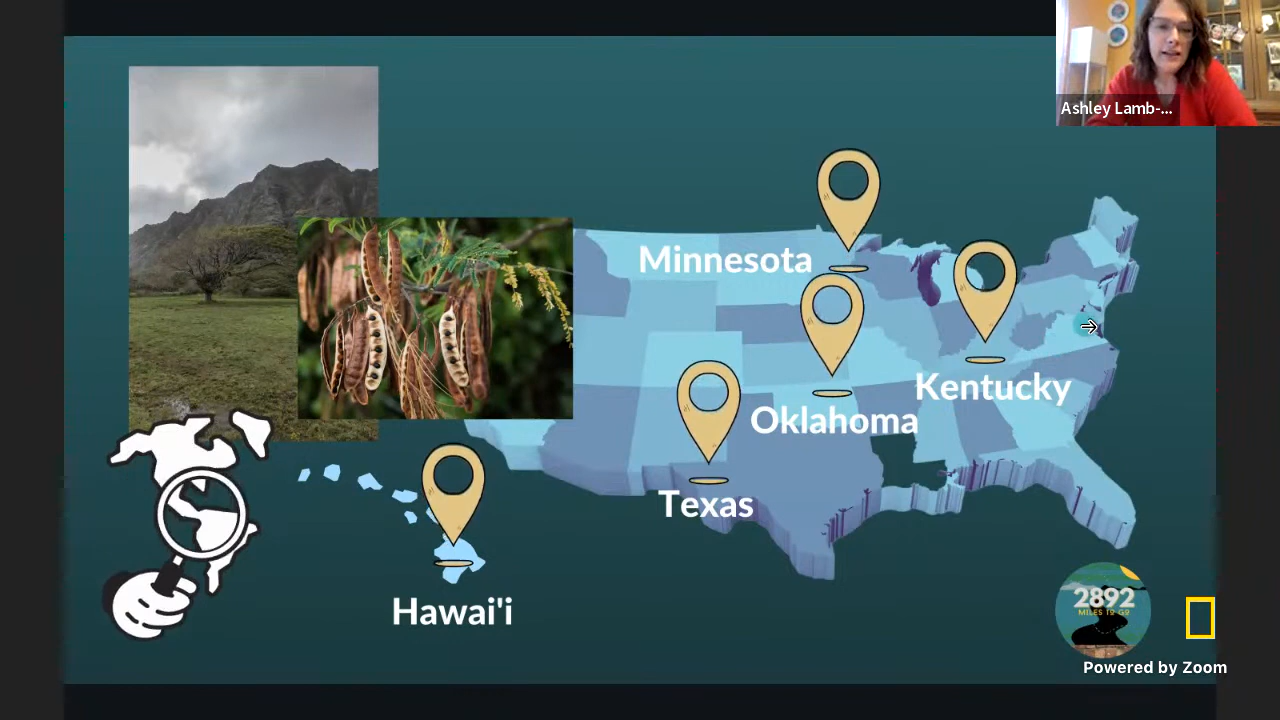 Ashley Lamb-...
Minnesota
Kentucky
Oklahoma
Texas
Hawai'i
2892
MILES TO GO
Powered by Zoom